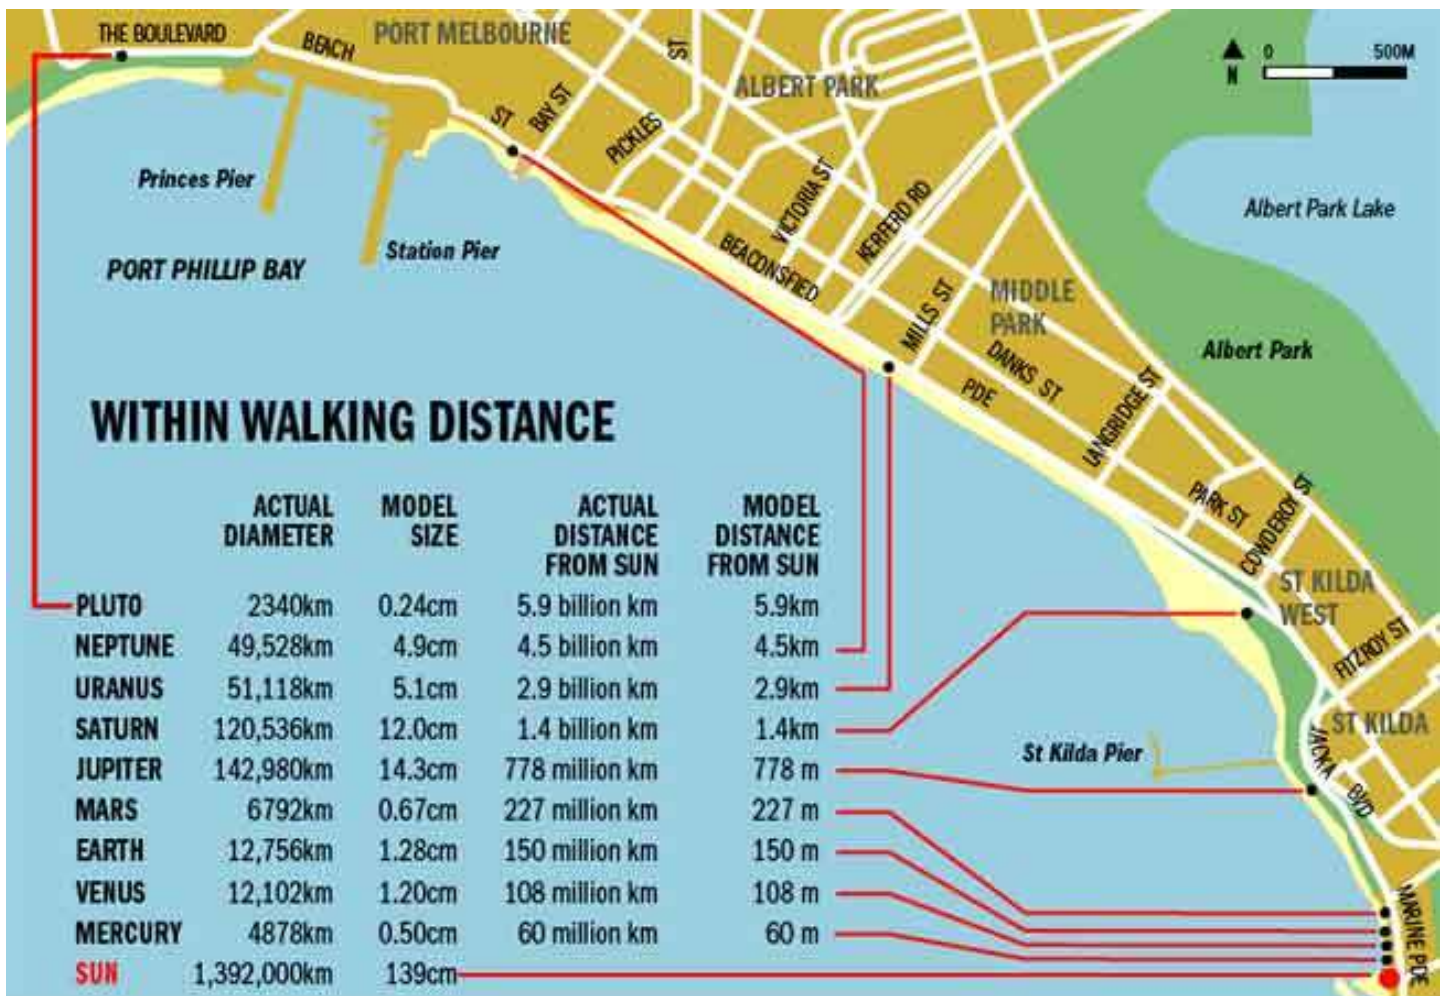 THE BOULEVARD
BEACH
ST
PORT MELBOURNE
ST
BAY ST
PICKLES
ALBERT PARK
N
0 500M
VICTORIA ST
KERFERD RD
BEACONSFIELD
PDE
MILLS ST
MIDDLE
PARK
DANKS ST
LANGRIDGE ST
PARK ST
COWDEROY ST
ST KILDA
WEST
FITZROY ST
ST KILDA
JACKA BVD
MARINE PDE
Albert Park Lake
Albert Park
Princes Pier
Station Pier
PORT PHILLIP BAY
St Kilda Pier
WITHIN WALKING DISTANCE
ACTUAL DIAMETER MODEL SIZE ACTUAL DISTANCE FROM SUN MODEL DISTANCE FROM SUN
PLUTO 2340km 0.24cm 5.9 billion km 5.9km
NEPTUNE 49,528km 4.9cm 4.5 billion km 4.5km
URANUS 51,118km 5.1cm 2.9 billion km 2.9km
SATURN 120,536km 12.0cm 1.4 billion km 1.4km
JUPITER 142,980km 14.3cm 778 million km 778 m
MARS 6792km 0.67cm 227 million km 227 m
EARTH 12,756km 1.28cm 150 million km 150 m
VENUS 12,102km 1.20cm 108 million km 108 m
MERCURY 4878km 0.50cm 60 million km 60 m
SUN 1,392,000km 139cm